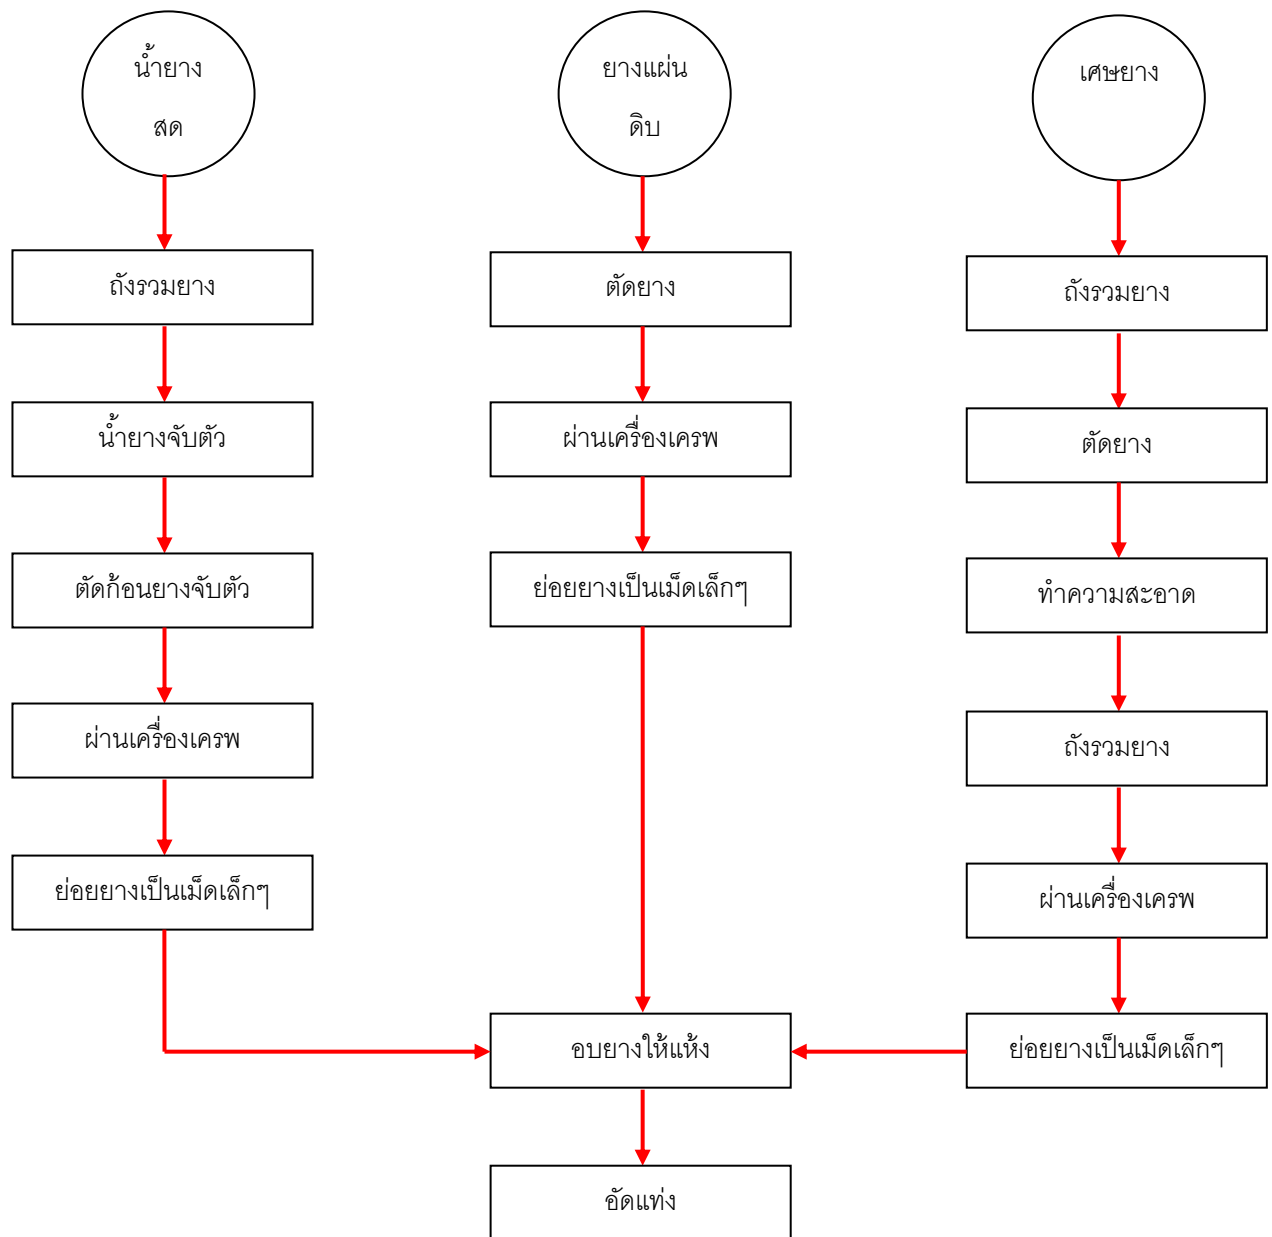 น้ำยาง
สด
ถังรวมยาง
น้ำยางจับตัว
ตัดก้อนยางจับตัว
ผ่านเครื่องเครพ
ย่อยยางเป็นเม็ดเล็กๆ
ยางแผ่น
ดิบ
ตัดยาง
ผ่านเครื่องเครพ
ย่อยยางเป็นเม็ดเล็กๆ
เศษยาง
ถังรวมยาง
ตัดยาง
ทำความสะอาด
ถังรวมยาง
ผ่านเครื่องเครพ
ย่อยยางเป็นเม็ดเล็กๆ
อบยางให้แห้ง
อัดแท่ง